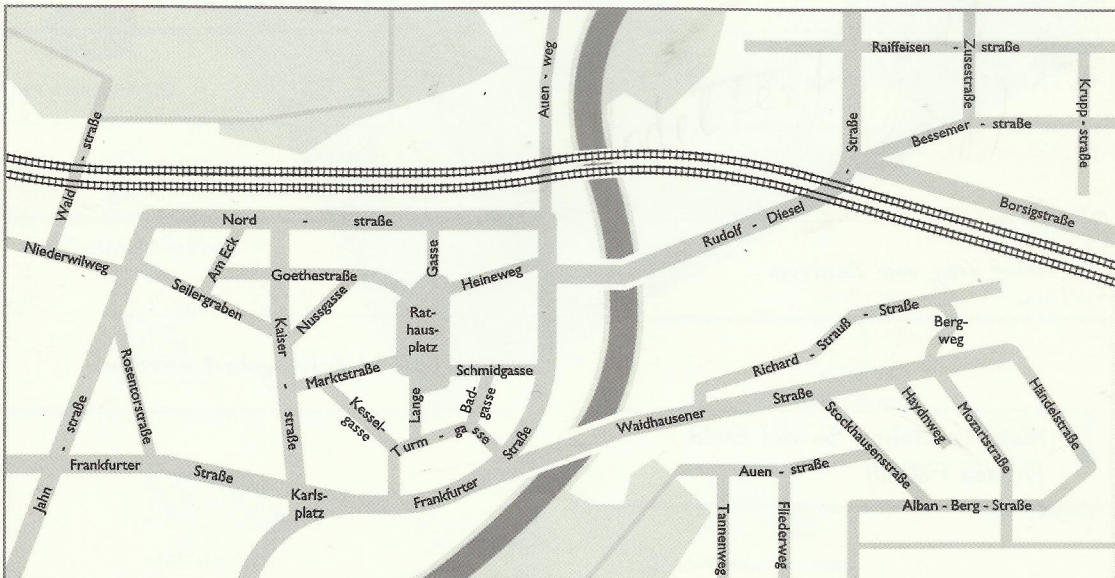 Auen - weg
Raiffeisen - straße
Zusestraße
Krupp - straße
Bessemer - straße
Straße -
Wald - straße
Borsigstraße
Nord - straße
Rudolf - Diesel
Niederwilweg
Am Eck
Gasse
Goethestraße
Heineweg
Seilergraben
Nussgasse
Rat-
haus-
platz
Kaiser - straße
Richard - Strauß - Straße
Berg-
weg
Rosentorstraße
Marktstraße
Schmidgasse
Kessel-
gasse
Lange
Bad-
gasse
Turm - gasse
Straße
Waidhausener Straße
Stockhausenstraße
Haydnweg
Mozartstraße
Händelstraße
Jahn - straße
Frankfurter Straße
Karls-
platz
Frankfurter
Auen - straße
Tannenweg
Fliederweg
Alban - Berg - Straße